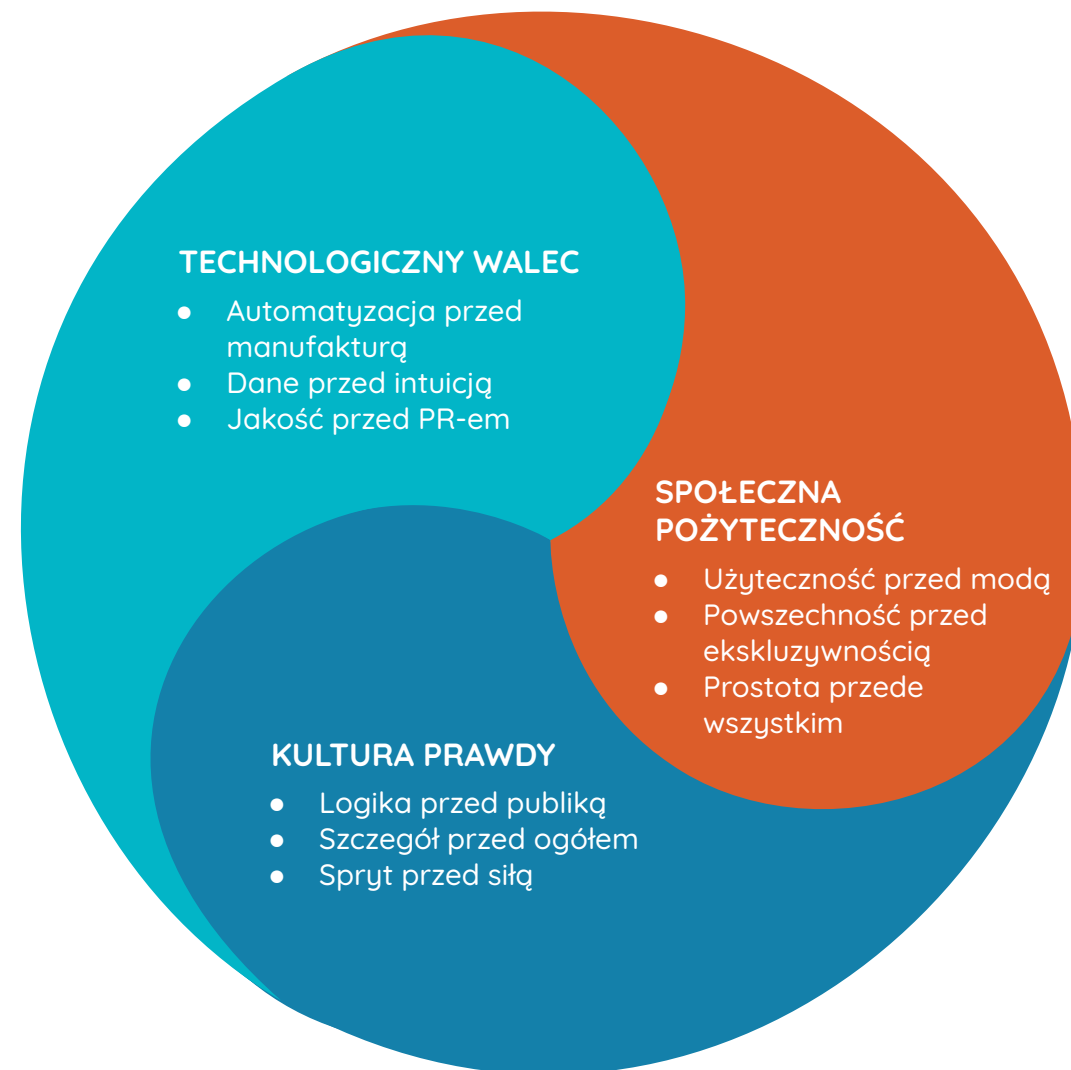 TECHNOLOGICZNY WALEC
● Automatyzacja przed
manufakturą
● Dane przed intuicją
● Jakość przed PR-em
SPOŁECZNA
POŻYTECZNOŚĆ
● Użyteczność przed modą
● Powszechność przed
ekskluzywnością
● Prostota przede
wszystkim
KULTURA PRAWDY
● Logika przed publiką
● Szczegół przed ogółem
● Spryt przed siłą